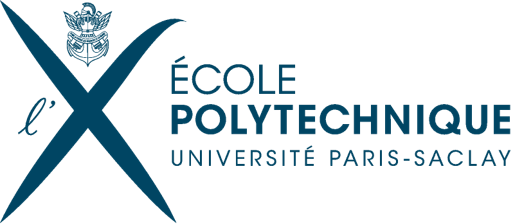 l'X
ÉCOLE
POLYTECHNIQUE
UNIVERSITÉ PARIS-SACLAY